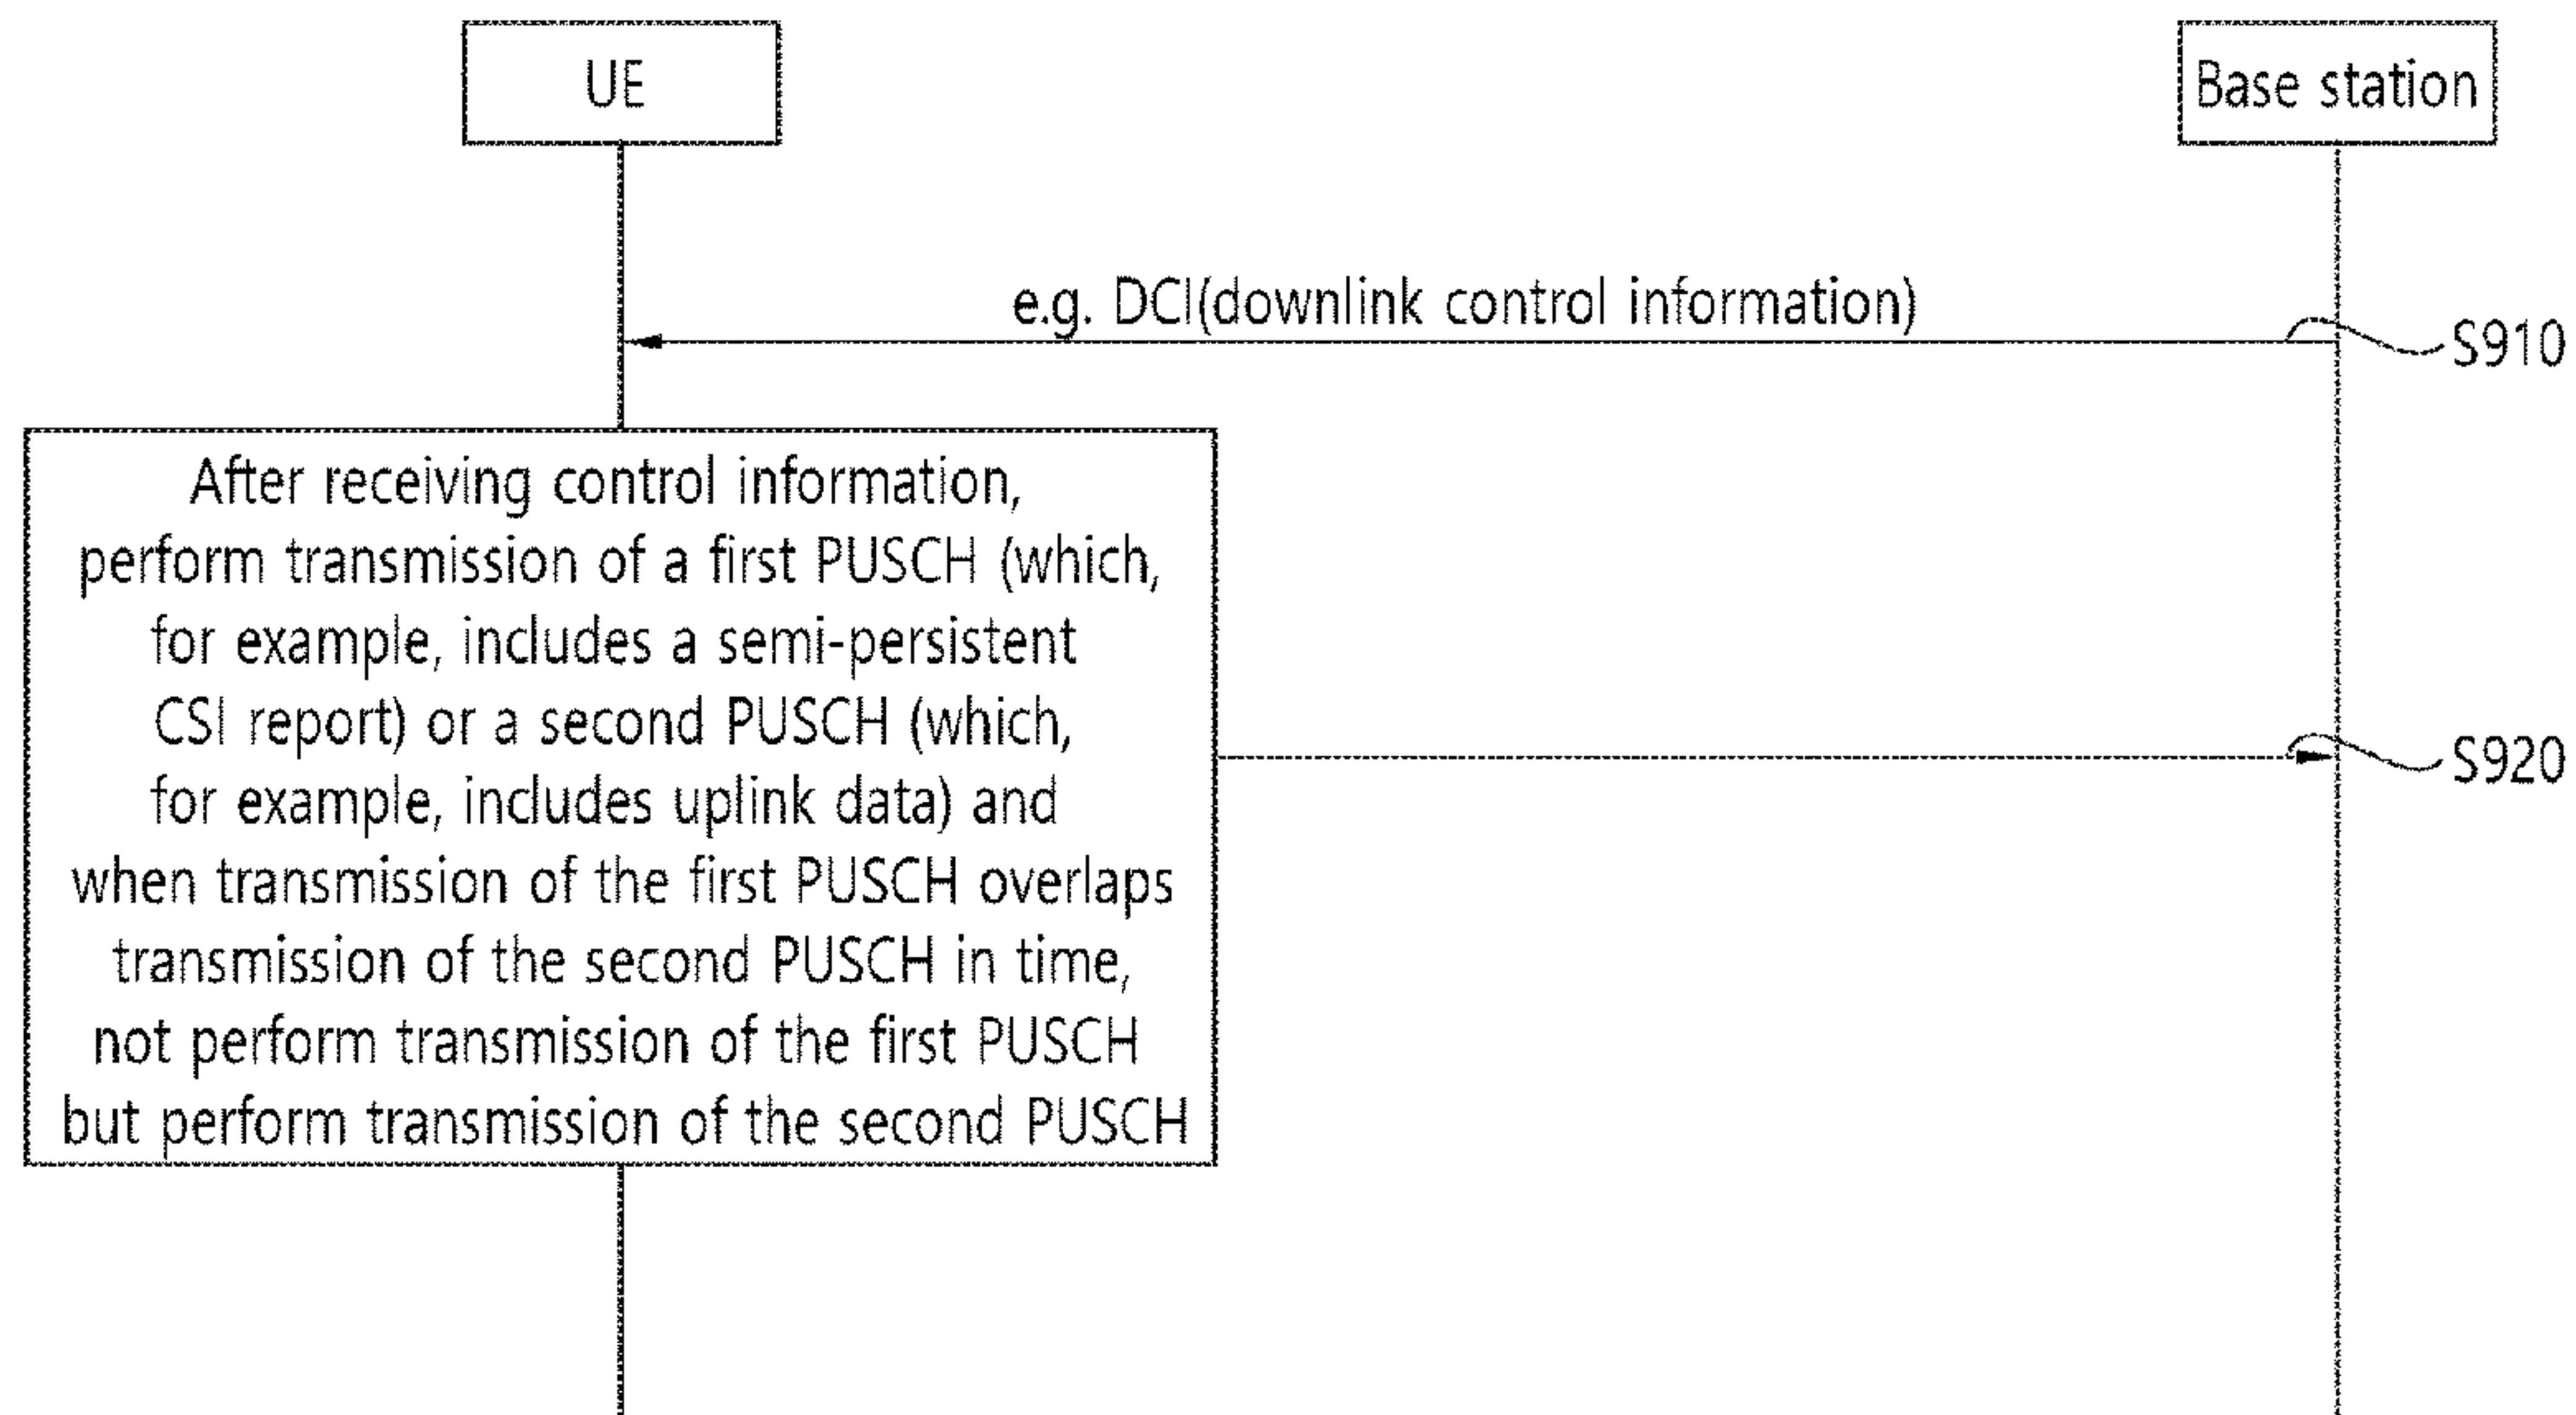 UE
Base station
e.g. DCI(downlink control information)
S910
After receiving control information,
perform transmission of a first PUSCH (which,
for example, includes a semi-persistent
CSI report) or a second PUSCH (which,
for example, includes uplink data) and
when transmission of the first PUSCH overlaps
transmission of the second PUSCH in time,
not perform transmission of the first PUSCH
but perform transmission of the second PUSCH
S920